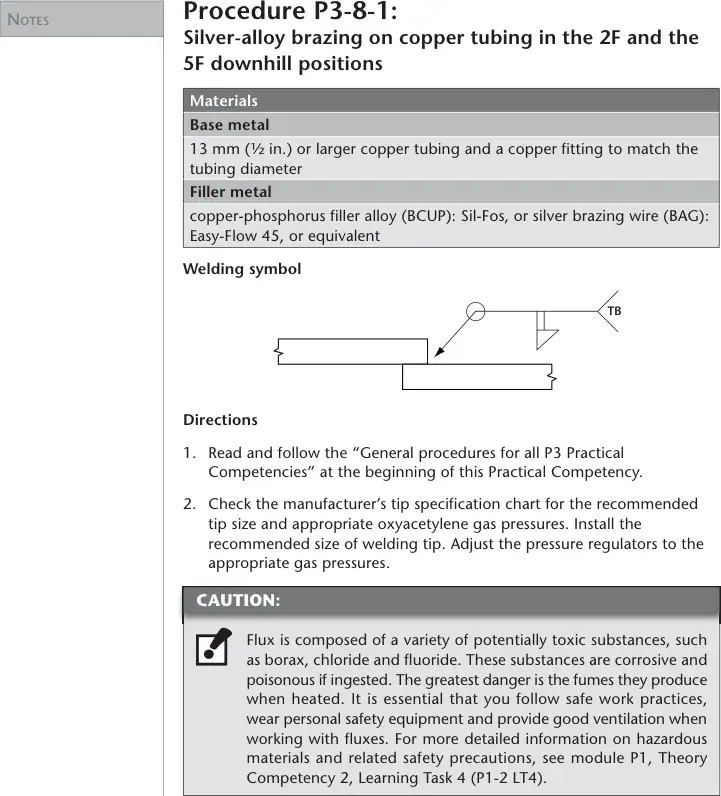 NOTES
Procedure P3-8-1:
Silver-alloy brazing on copper tubing in the 2F and the
5F downhill positions
Materials
Base metal
13 mm (½ in.) or larger copper tubing and a copper fitting to match the
tubing diameter
Filler metal
copper-phosphorus filler alloy (BCUP): Sil-Fos, or silver brazing wire (BAG):
Easy-Flow 45, or equivalent
Welding symbol
TB
Directions
1. Read and follow the “General procedures for all P3 Practical
Competencies” at the beginning of this Practical Competency.
2. Check the manufacturer’s tip specification chart for the recommended
tip size and appropriate oxyacetylene gas pressures. Install the
recommended size of welding tip. Adjust the pressure regulators to the
appropriate gas pressures.
CAUTION:
Flux is composed of a variety of potentially toxic substances, such
as borax, chloride and fluoride. These substances are corrosive and
poisonous if ingested. The greatest danger is the fumes they produce
when heated. It is essential that you follow safe work practices,
wear personal safety equipment and provide good ventilation when
working with fluxes. For more detailed information on hazardous
materials and related safety precautions, see module P1, Theory
Competency 2, Learning Task 4 (P1-2 LT4).